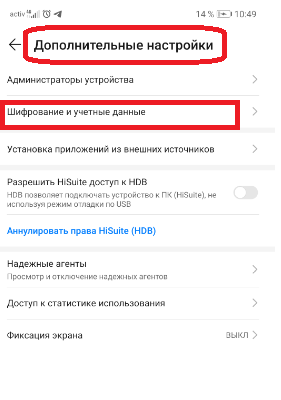 activ 14 % 10:49
Дополнительные настройки
Администраторы устройства
Шифрование и учетные данные
Установка приложений из внешних источников
Разрешить HiSuite доступ к HDB
HDB позволяет подключать устройство к ПК (HiSuite), не
используя режим отладки по USB
Аннулировать права HiSuite (HDB)
Надежные агенты
Просмотр и отключение надежных агентов
Доступ к статистике использования
Фиксация экрана ВЫКЛ